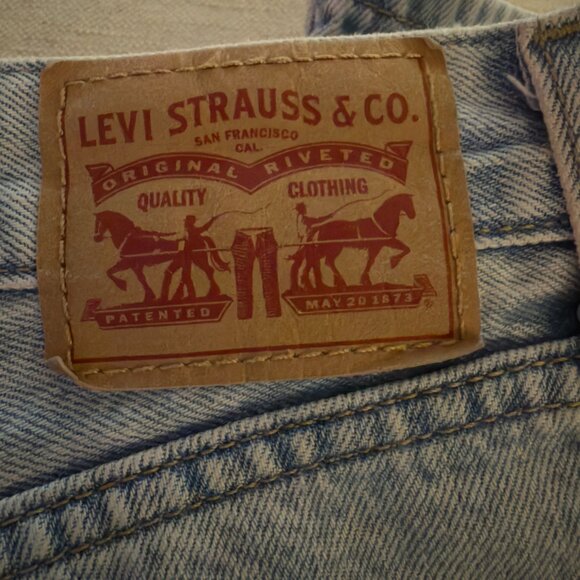 LEVI STRAUSS & CO.
SAN FRANCISCO
CAL.
ORIGINAL RIVETED
QUALITY CLOTHING
PATENTED MAY 20 1873